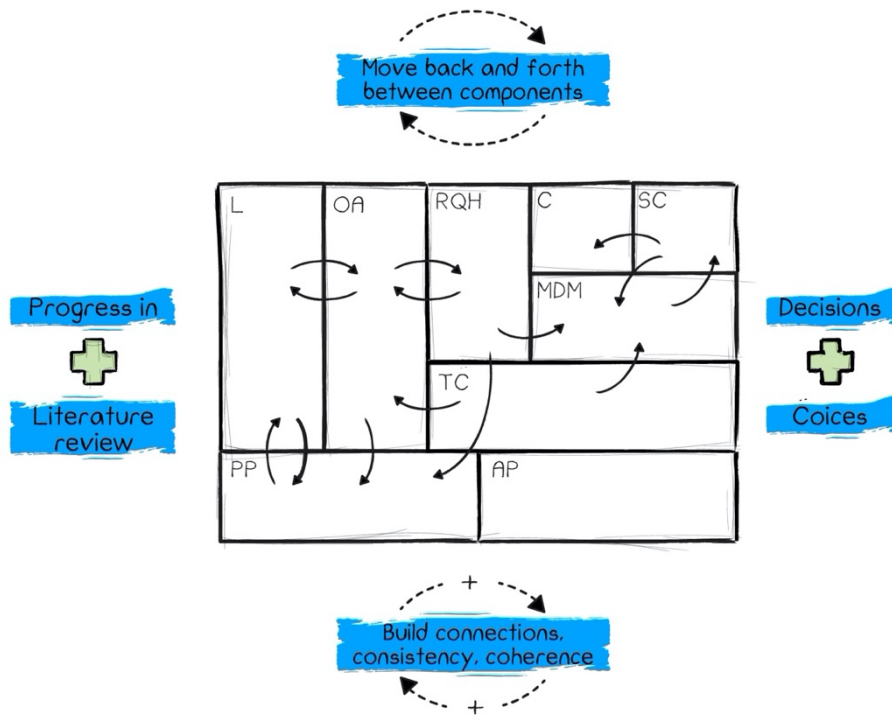 Move back and forth
between components
L
OA
RQH
C
SC
MDM
TC
PP
AP
Progress in
Literature
review
Decisions
Coices
+
Build connections,
consistency, coherence
+